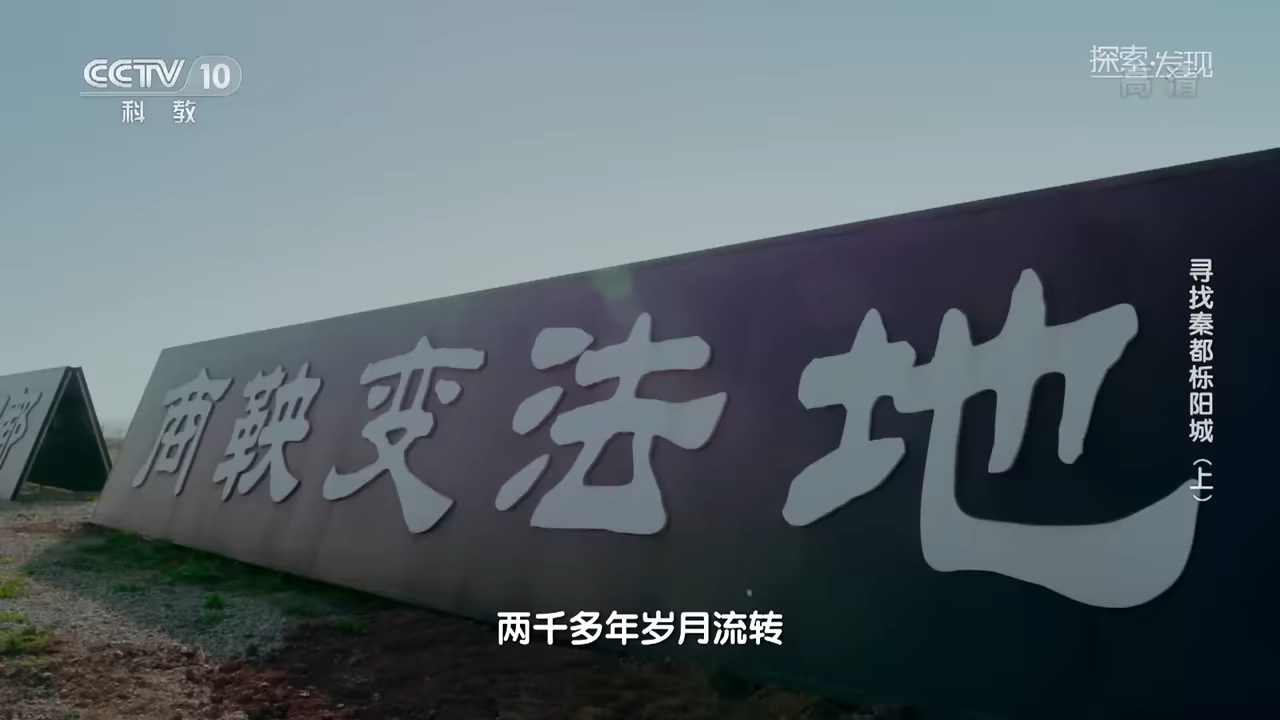 CCTV 10
科教
探索·发现
高清
商鞅变法地
寻找秦都栎阳城（上）
两千多年岁月流转